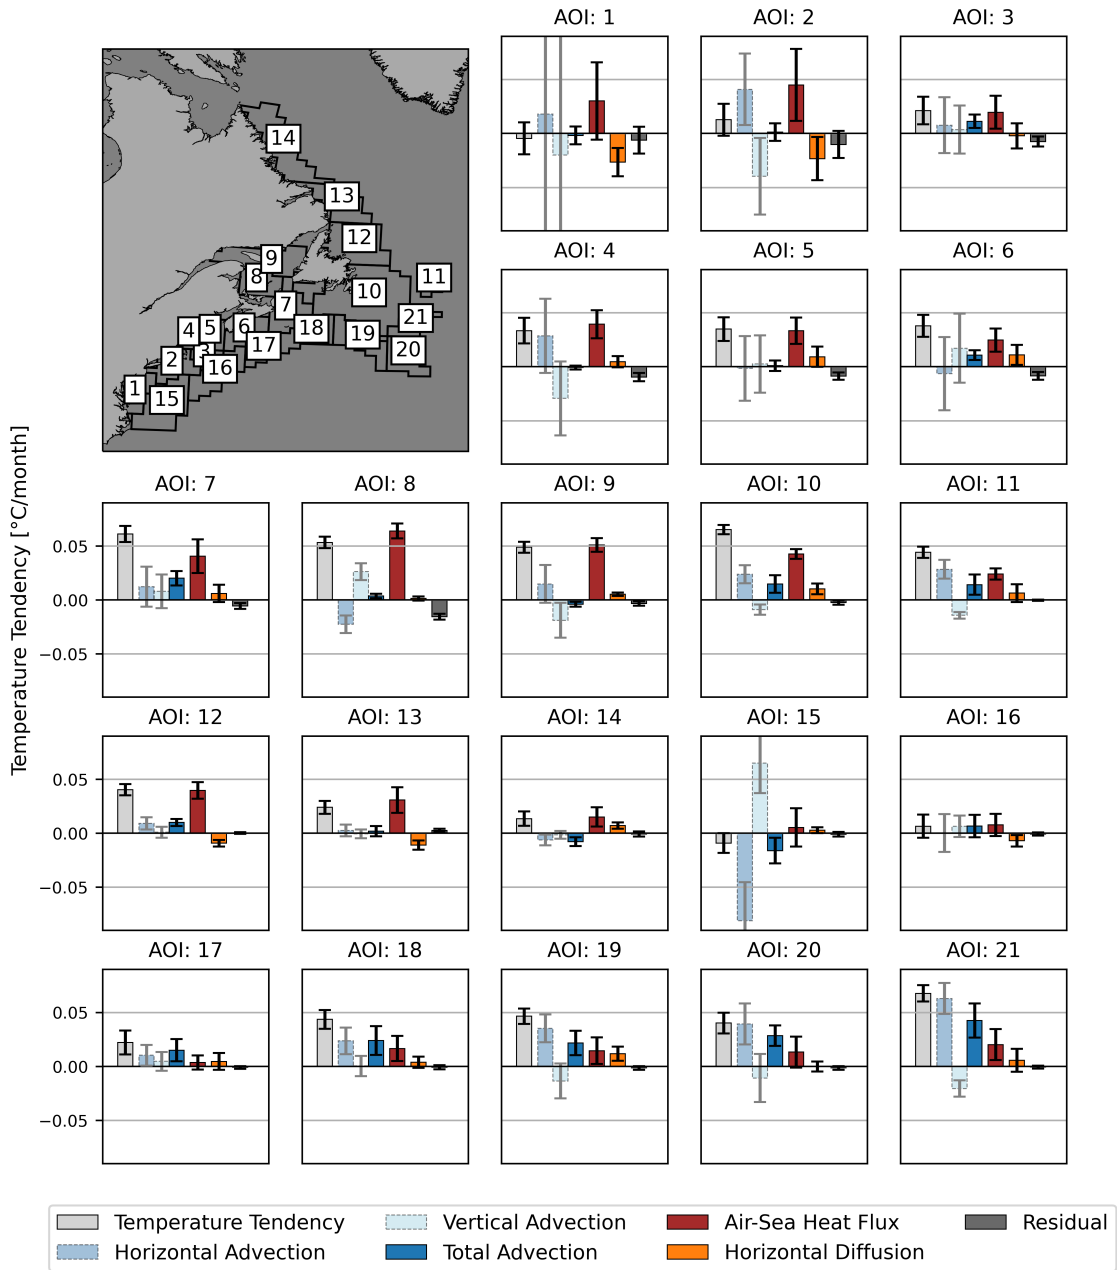 AOI: 1
AOI: 2
AOI: 3
14
13
12
9
8
11
10
7
21
4
5
6
18
19
3
17
20
2
16
1
15
AOI: 4
AOI: 5
AOI: 6
Temperature Tendency [°C/month]
AOI: 7
AOI: 8
AOI: 9
AOI: 10
AOI: 11
0.05
0.00
−0.05
AOI: 12
AOI: 13
AOI: 14
AOI: 15
AOI: 16
0.05
0.00
−0.05
AOI: 17
AOI: 18
AOI: 19
AOI: 20
AOI: 21
0.05
0.00
−0.05
Temperature Tendency
Vertical Advection
Air-Sea Heat Flux
Residual
Horizontal Advection
Total Advection
Horizontal Diffusion